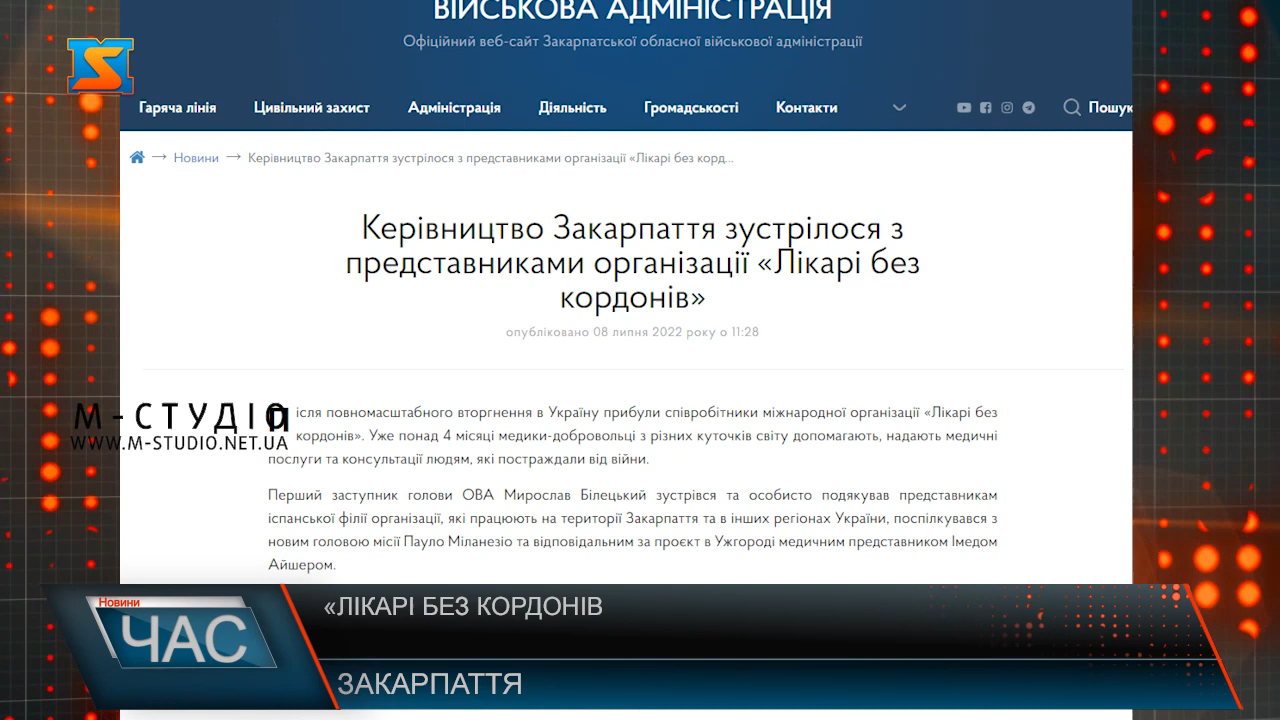 ВІЙСЬКОВА АДМІНІСТРАЦІЯ
Офіційний веб-сайт Закарпатської обласної військової адміністрації
Гаряча лінія Цивільний захист Адміністрація Діяльність Громадськості Контакти Пошук
Новини → Керівництво Закарпаття зустрілося з представниками організації «Лікарі без корд...
Керівництво Закарпаття зустрілося з
представниками організації «Лікарі без
кордонів»
опубліковано 08 липня 2022 року о 11:28
М-СТУДІО
WWW.M-STUDIO.NET.UA
Після повномасштабного вторгнення в Україну прибули співробітники міжнародної організації «Лікарі без
кордонів». Уже понад 4 місяці медики-добровольці з різних куточків світу допомагають, надають медичні
послуги та консультації людям, які постраждали від війни.
Перший заступник голови ОВА Мирослав Білецький зустрівся та особисто подякував представникам
іспанської філії організації, які працюють на території Закарпаття та в інших регіонах України, поспілкувався з
новим головою місії Пауло Міланезіо та відповідальним за проєкт в Ужгороді медичним представником Імедом
Айшером.
Новини
ЧАС
«ЛІКАРІ БЕЗ КОРДОНІВ
ЗАКАРПАТТЯ